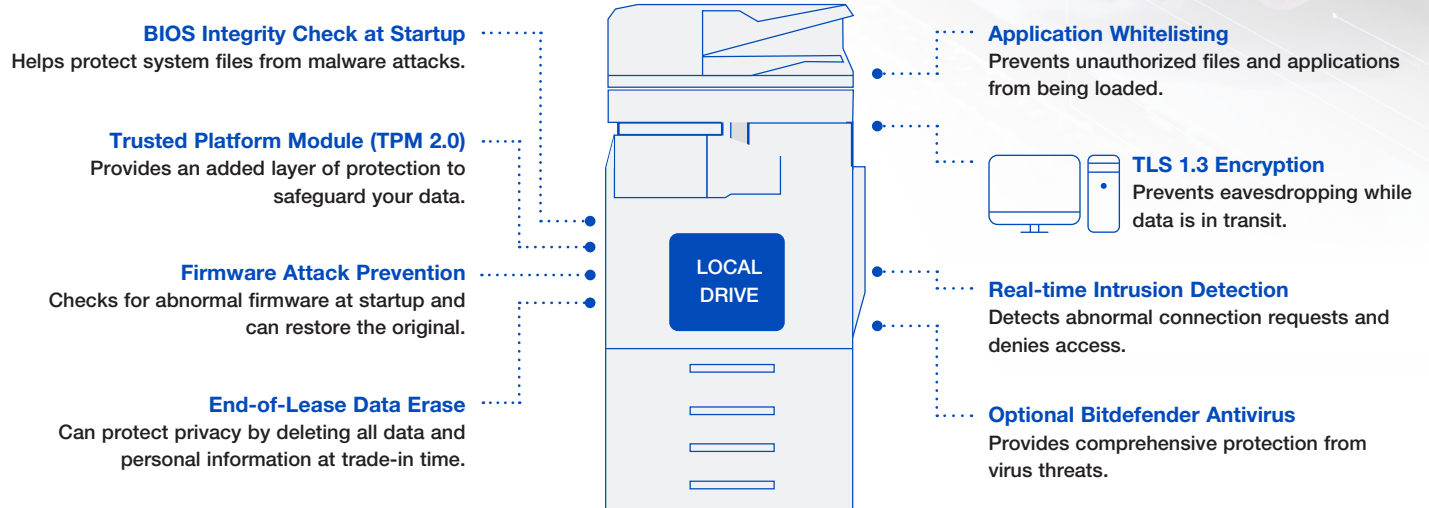 BIOS Integrity Check at Startup
Helps protect system files from malware attacks.
Trusted Platform Module (TPM 2.0)
Provides an added layer of protection to
safeguard your data.
Firmware Attack Prevention
Checks for abnormal firmware at startup and
can restore the original.
End-of-Lease Data Erase
Can protect privacy by deleting all data and
personal information at trade-in time.
LOCAL
DRIVE
Application Whitelisting
Prevents unauthorized files and applications
from being loaded.
TLS 1.3 Encryption
Prevents eavesdropping while
data is in transit.
Real-time Intrusion Detection
Detects abnormal connection requests and
denies access.
Optional Bitdefender Antivirus
Provides comprehensive protection from
virus threats.